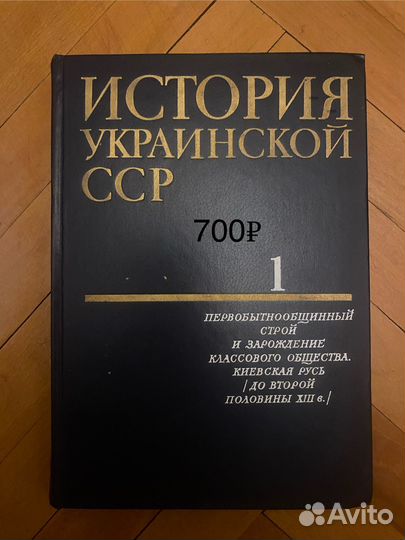 ИСТОРИЯ
УКРАИНСКОЙ
ССР
700₽
1
ПЕРВОБЫТНООБЩИННЫЙ
СТРОЙ
И ЗАРОЖДЕНИЕ
КЛАССОВОГО ОБЩЕСТВА.
КИЕВСКАЯ РУСЬ
/ДО ВТОРОЙ
ПОЛОВИНЫ XIII в./
Avito